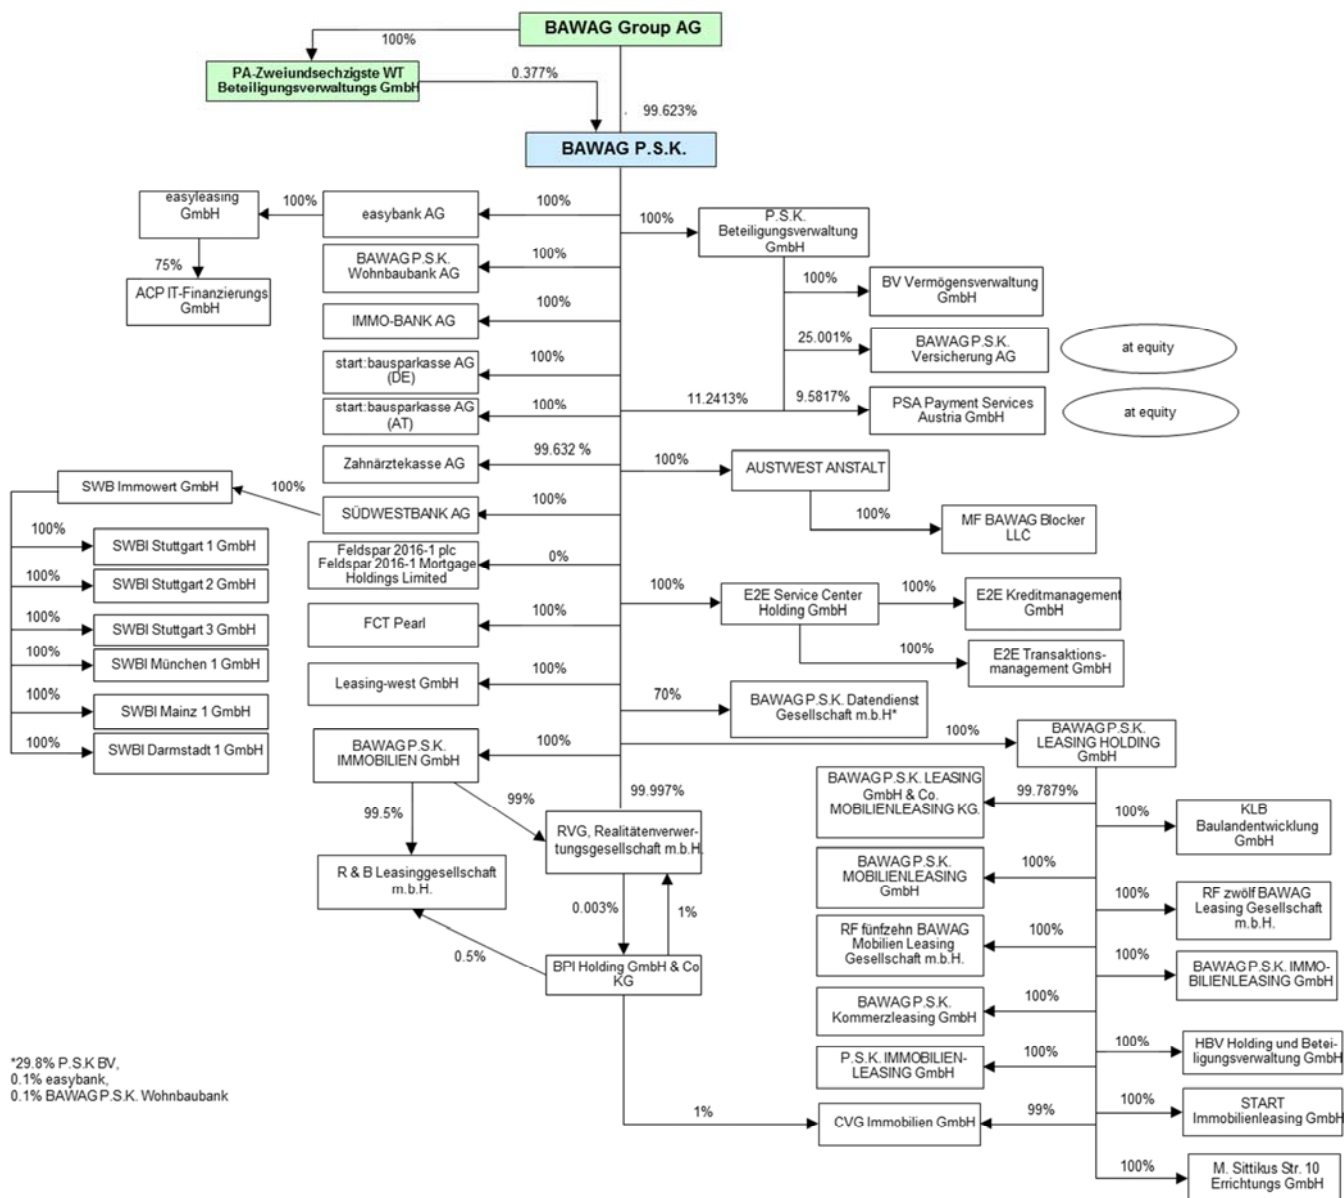 BAWAG Group AG
100%
PA-Zweiundsechzigste WT
Beteiligungsverwaltungs GmbH
0.377%
99.623%
BAWAG P.S.K.
easyleasing
GmbH
100%
easybank AG
100%
100%
P.S.K.
Beteiligungsverwaltung
GmbH
75%
ACP IT-Finanzierungs
GmbH
BAWAG P.S.K.
Wohnbaubank AG
100%
100%
BV Vermögensverwaltung
GmbH
IMMO-BANK AG
100%
25.001%
BAWAG P.S.K.
Versicherung AG
at equity
start:bausparkasse AG
(DE)
100%
11.2413%
9.5817%
PSA Payment Services
Austria GmbH
at equity
start:bausparkasse AG
(AT)
100%
Zahnärztekasse AG
99.632 %
100%
AUSTWEST ANSTALT
SWB Immowert GmbH
100%
SÜDWESTBANK AG
100%
100%
MF BAWAG Blocker
LLC
100%
SWBI Stuttgart 1 GmbH
100%
SWBI Stuttgart 2 GmbH
100%
SWBI Stuttgart 3 GmbH
100%
SWBI München 1 GmbH
100%
SWBI Mainz 1 GmbH
100%
SWBI Darmstadt 1 GmbH
Feldspar 2016-1 plc
Feldspar 2016-1 Mortgage
Holdings Limited
0%
100%
E2E Service Center
Holding GmbH
100%
E2E Kreditmanagement
GmbH
FCT Pearl
100%
100%
E2E Transaktions-
management GmbH
Leasing-west GmbH
100%
70%
BAWAG P.S.K. Datendienst
Gesellschaft m.b.H*
BAWAG P.S.K.
IMMOBILIEN GmbH
100%
100%
BAWAG P.S.K.
LEASING HOLDING
GmbH
99.5%
99%
99.997%
RVG, Realitätenverwer-
tungsgesellschaft m.b.H.
R & B Leasinggesellschaft
m.b.H.
0.003%
1%
0.5%
BPI Holding GmbH & Co
KG
BAWAG P.S.K. LEASING
GmbH & Co.
MOBILIENLEASING KG.
99.7879%
100%
KLB
Baulandentwicklung
GmbH
BAWAG P.S.K.
MOBILIENLEASING
GmbH
100%
100%
RF zwölf BAWAG
Leasing Gesellschaft
m.b.H.
RF fünfzehn BAWAG
Mobilien Leasing
Gesellschaft m.b.H.
100%
100%
BAWAG P.S.K. IMMO-
BILIENLEASING GmbH
BAWAG P.S.K.
Kommerzleasing GmbH
100%
100%
HBV Holding und Betei-
ligungsverwaltung GmbH
P.S.K. IMMOBILIEN-
LEASING GmbH
100%
100%
START
Immobilienleasing GmbH
1%
CVG Immobilien GmbH
99%
100%
M. Sittikus Str. 10
Errichtungs GmbH
*29.8% P.S.K BV,
0.1% easybank,
0.1% BAWAG P.S.K. Wohnbaubank